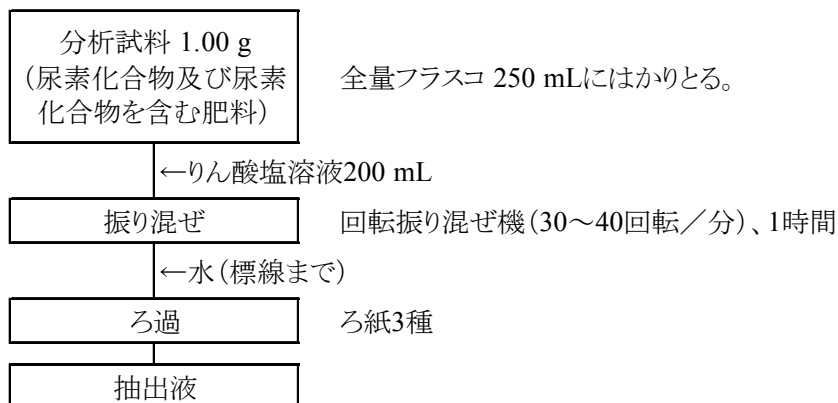 分析試料 1.00 g
（尿素化合物及び尿素
化合物を含む肥料）
全量フラスコ 250 mLにはかりとる。
←りん酸塩溶液200 mL
振り混ぜ
回転振り混ぜ機（30～40回転／分）、1時間
←水（標線まで）
ろ過
ろ紙3種
抽出液